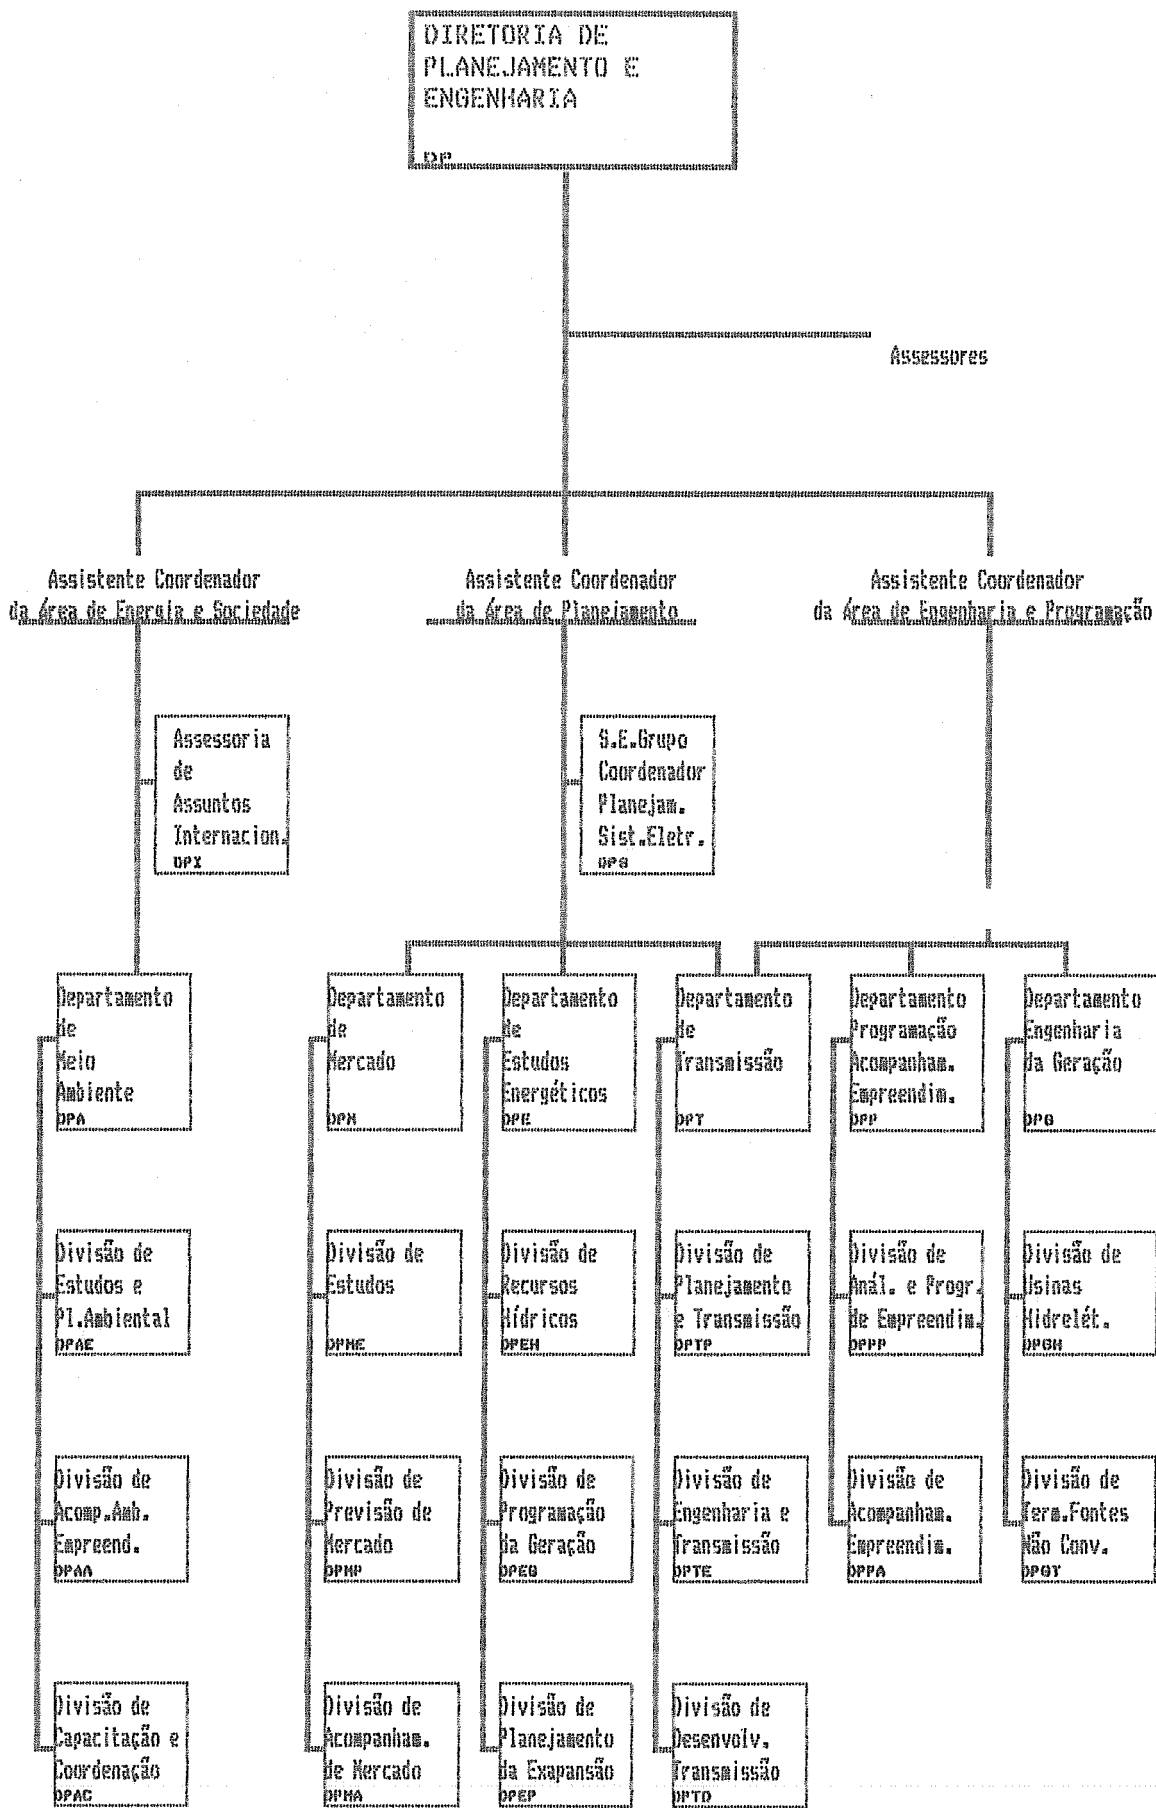 DIRETORIA DE
PLANEJAMENTO E
ENGENHARIA
DP
Assessores
Assistente Coordenador
da Área de Energia e Sociedade
Assistente Coordenador
da Área de Planejamento
Assistente Coordenador
da Área de Engenharia e Programação
Assessoria
de
Assuntos
Internacion.
DPX
S.E.Grupo
Coordenador
Planejam.
Sist.Eletr.
Departamento
de
Meio
Ambiente
DPA
Departamento
de
Mercado
DPM
Departamento
de
Estudos
Energéticos
DPE
Departamento
de
Transmissão
DPT
Departamento
Programação
Acompanham.
Empreendim.
DPP
Departamento
Engenharia
da Geração
DPG
Divisão de
Estudos e
Pl.Ambiental
DPAE
Divisão de
Estudos
DPME
Divisão de
Recursos
Hídricos
DPEH
Divisão de
Planejamento
e Transmissão
DPTP
Divisão de
Anál. e Progr.
de Empreendim.
DPPP
Divisão de
Usinas
Hidrelét.
DPGH
Divisão de
Acomp.Amb.
Empreend.
DPAA
Divisão de
Previsão de
Mercado
DPMP
Divisão de
Programação
da Geração
DPEG
Divisão de
Engenharia e
Transmissão
DPTE
Divisão de
Acompanham.
Empreendim.
DPPA
Divisão de
Term.Fontes
Não Conv.
DPGT
Divisão de
Capacitação e
Coordenação
DPAC
Divisão de
Acompanham.
de Mercado
DPMA
Divisão de
Planejamento
da Exapansão
DPEP
Divisão de
Desenvolv.
Transmissão
DPTD